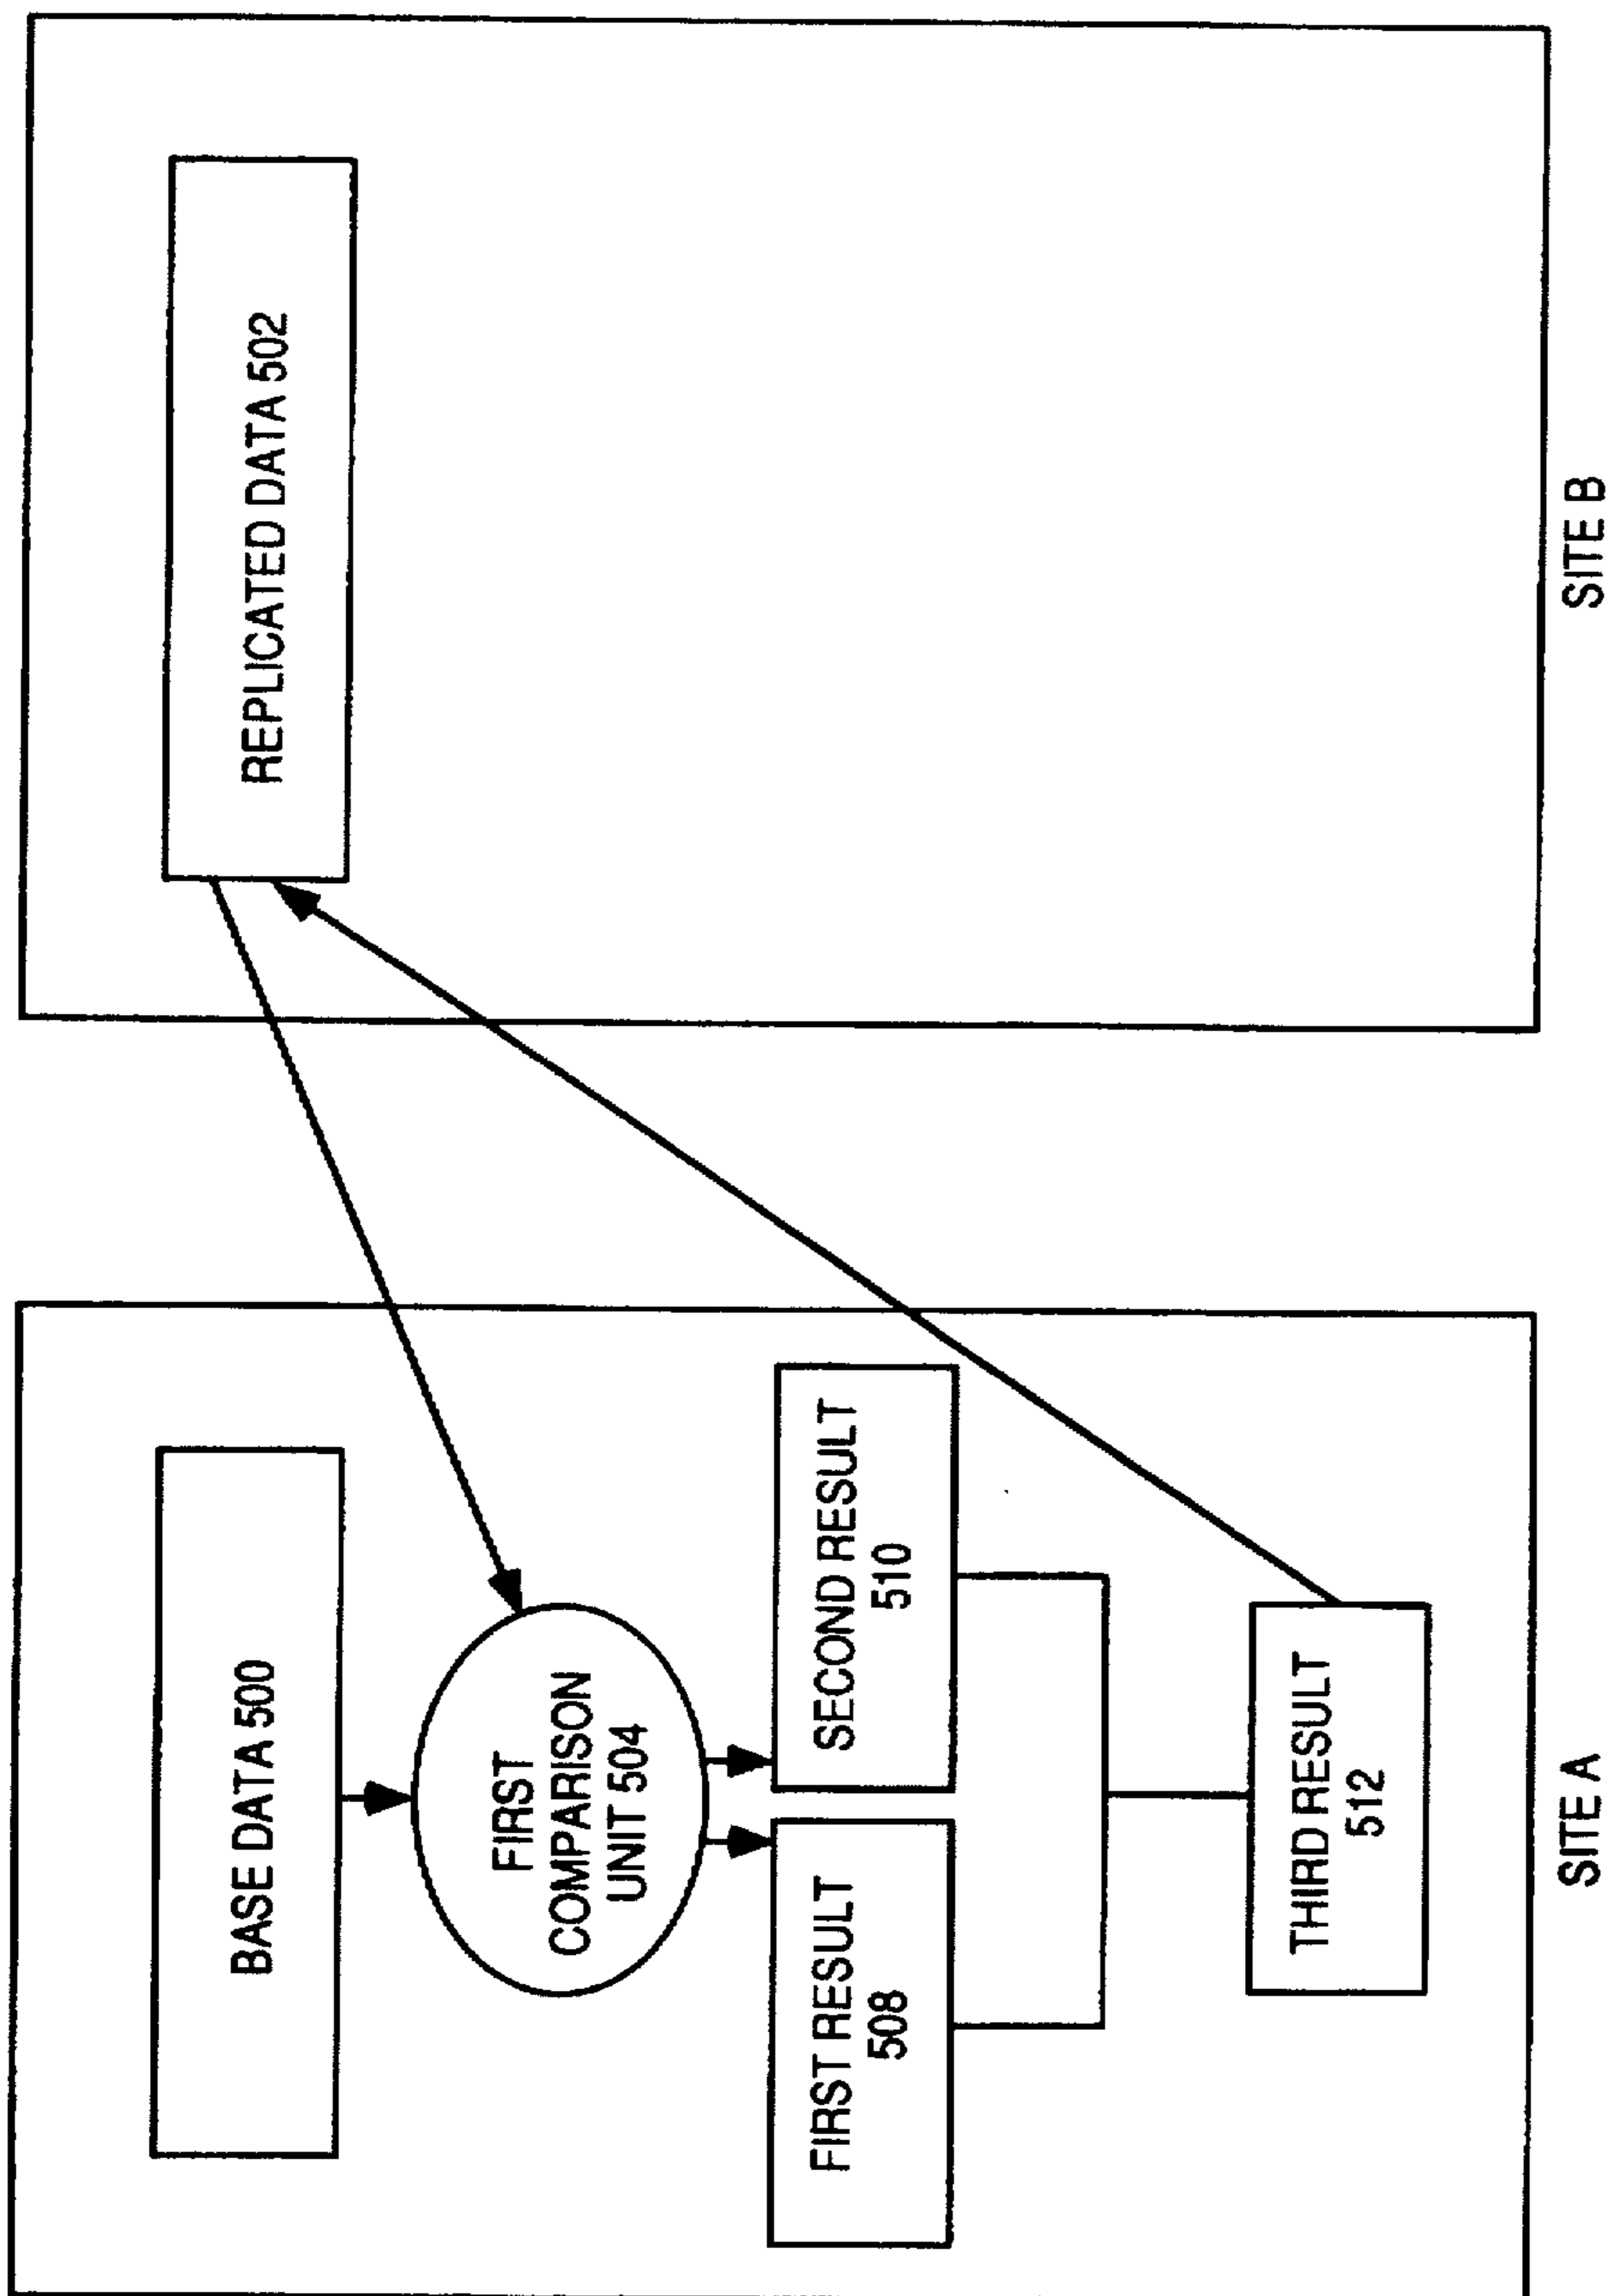 BASE DATA 500
FIRST
COMPARISON
UNIT 504
FIRST RESULT
508
SECOND RESULT
510
THIRD RESULT
512
SITE A
REPLICATED DATA 502
SITE B